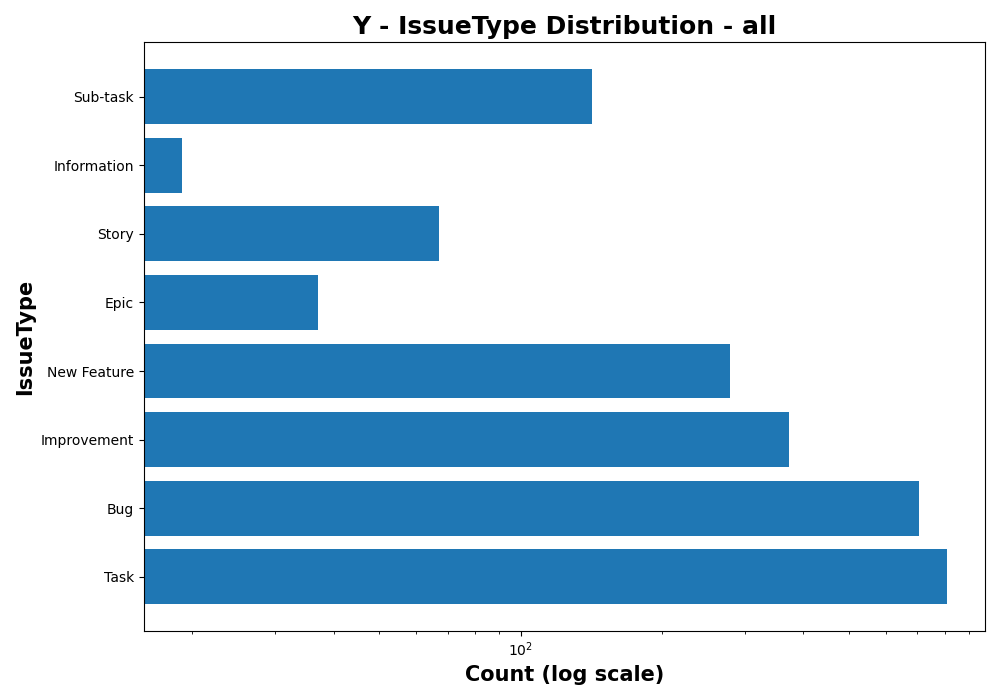 Y - IssueType Distribution - all
IssueType
Sub-task
Information
Story
Epic
New Feature
Improvement
Bug
Task
10²
Count (log scale)